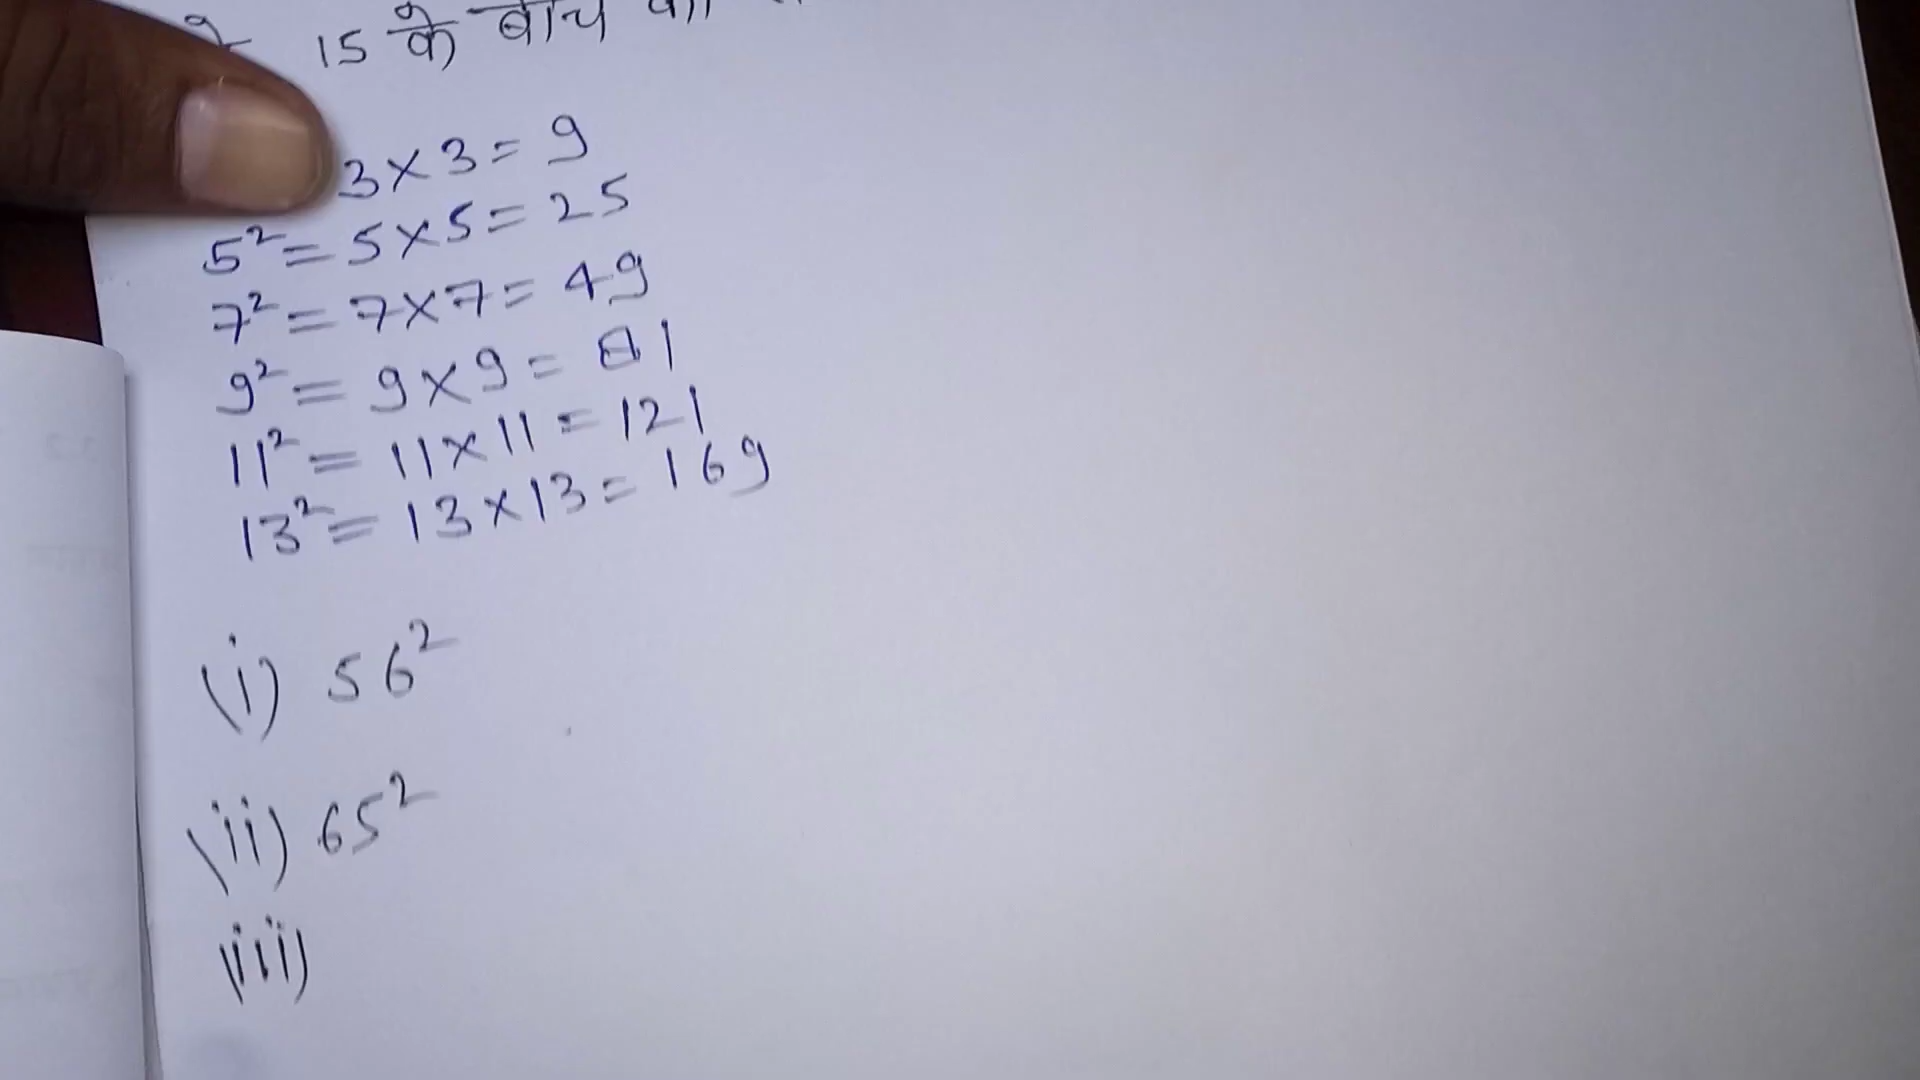 15 के बीच
3×3= 9
5²= 5×5= 25
7²= 7×7= 49
9²= 9×9= 81
11²= 11×11= 121
13²= 13×13= 169
(i) 56²
(ii) 65²
(iii)